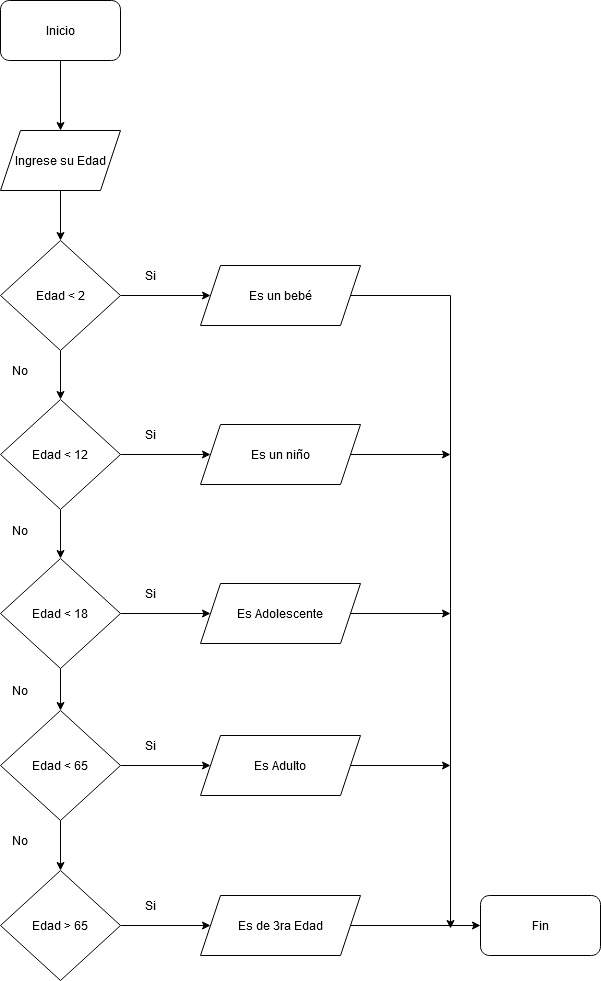 Inicio
Ingrese su Edad
Edad < 2
Si
Es un bebé
No
Edad < 12
Si
Es un niño
No
Edad < 18
Si
Es Adolescente
No
Edad < 65
Si
Es Adulto
No
Edad > 65
Si
Es de 3ra Edad
Fin